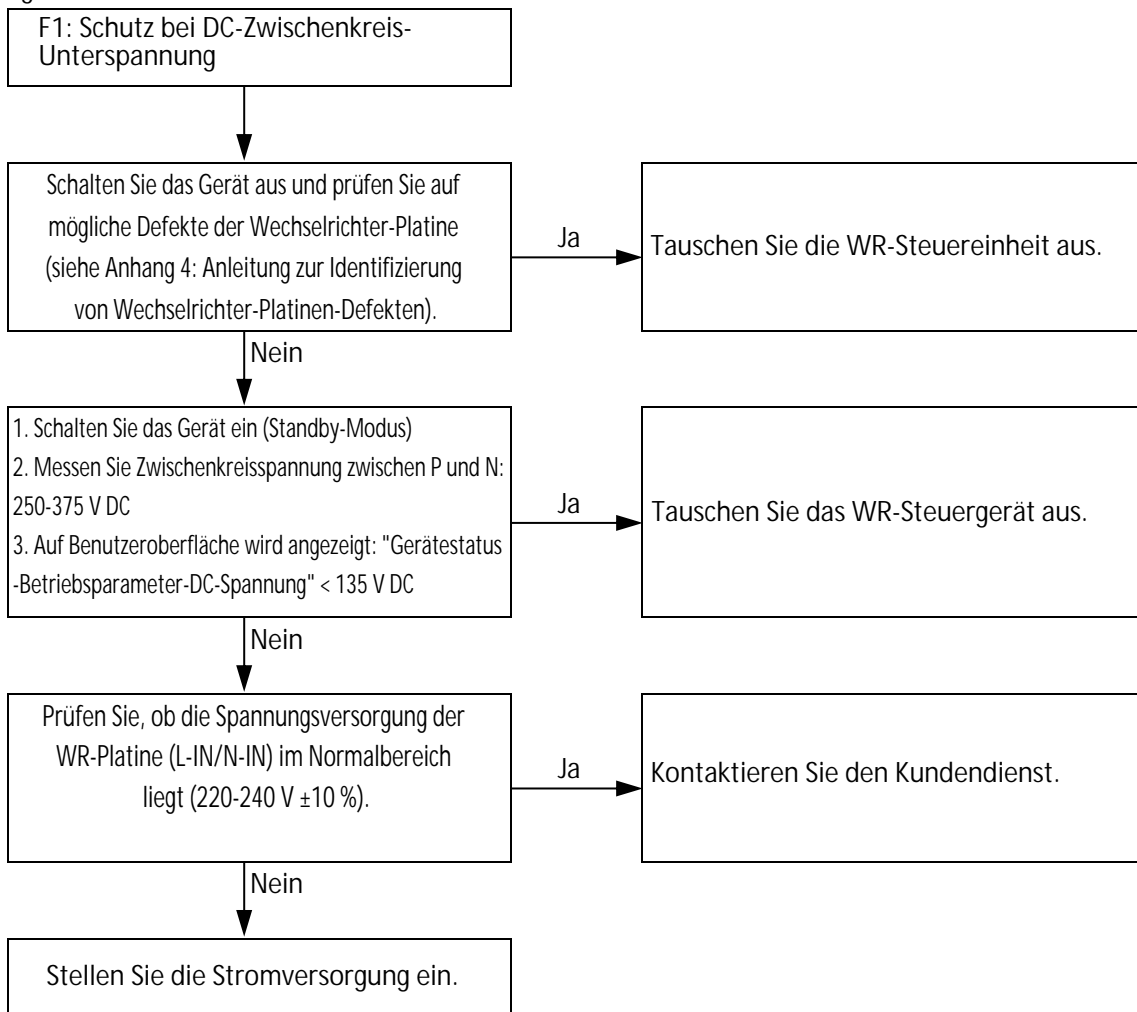 F1: Schutz bei DC-Zwischenkreis-
Unterspannung
Schalten Sie das Gerät aus und prüfen Sie auf
mögliche Defekte der Wechselrichter-Platine
(siehe Anhang 4: Anleitung zur Identifizierung
von Wechselrichter-Platinen-Defekten).
Ja
Tauschen Sie die WR-Steuereinheit aus.
Nein
1. Schalten Sie das Gerät ein (Standby-Modus)
2. Messen Sie Zwischenkreisspannung zwischen P und N:
250-375 V DC
3. Auf Benutzeroberfläche wird angezeigt: "Gerätestatus
-Betriebsparameter-DC-Spannung" < 135 V DC
Ja
Tauschen Sie das WR-Steuergerät aus.
Nein
Prüfen Sie, ob die Spannungsversorgung der
WR-Platine (L-IN/N-IN) im Normalbereich
liegt (220-240 V ±10 %).
Ja
Kontaktieren Sie den Kundendienst.
Nein
Stellen Sie die Stromversorgung ein.